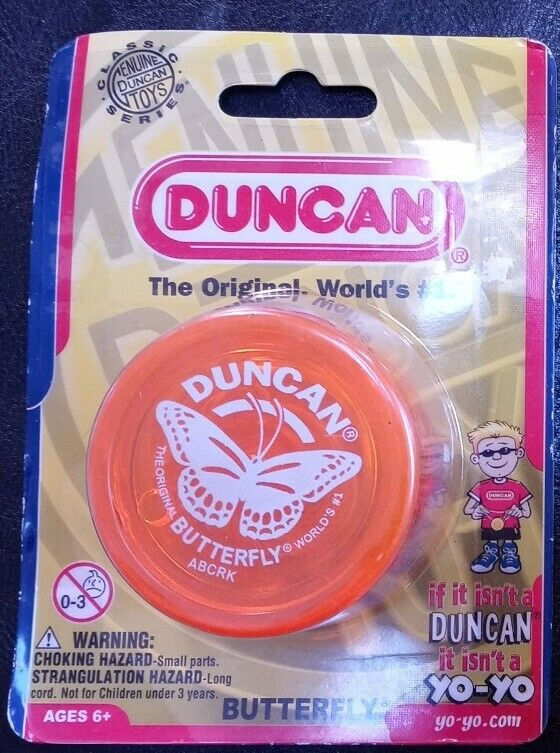 CLASSIC
GENUINE
DUNCAN
TOYS
SERIES
DUNCAN®
The Original- World's #1
DUNCAN®
THE ORIGINAL
WORLD'S #1
BUTTERFLY®
ABCRK
DUNCAN
0-3
WARNING:
CHOKING HAZARD-Small parts.
STRANGULATION HAZARD-Long
cord. Not for Children under 3 years.
AGES 6+
BUTTERFLY®
if it isn't a
DUNCAN®
it isn't a
YO-YO
yo-yo.com